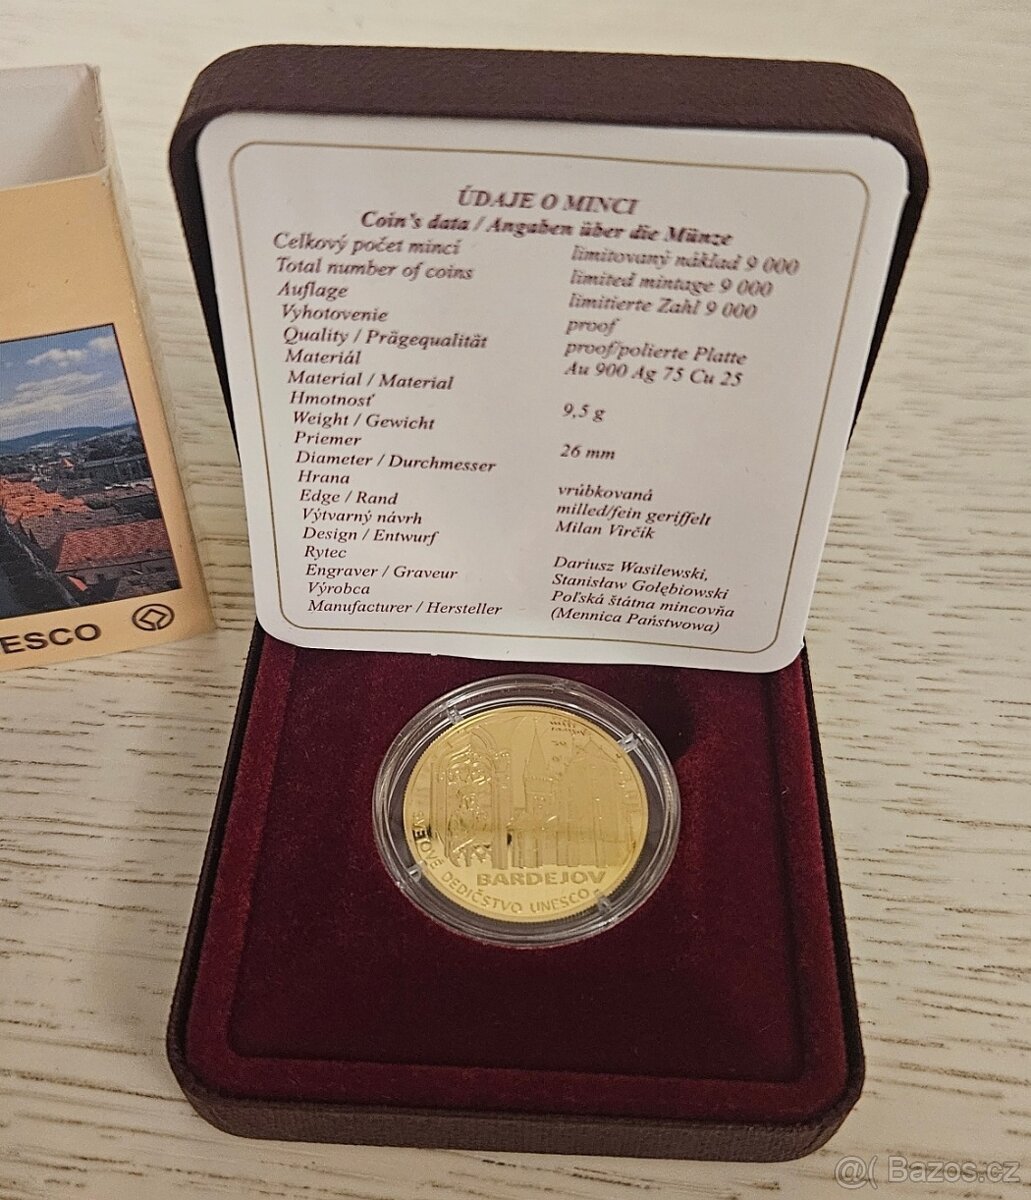 ÚDAJE O MINCI
Coin's data / Angaben über die Münze
Celkový počet mincí limitovaný náklad 9 000
Total number of coins limited mintage 9 000
Auflage limitierte Zahl 9 000
Vyhotovenie proof
Quality / Prägequalität proof/polierte Platte
Materiál Au 900 Ag 75 Cu 25
Material / Material
Hmotnosť 9,5 g
Weight / Gewicht
Priemer 26 mm
Diameter / Durchmesser
Hrana vrúbkovaná
Edge / Rand milled/fein geriffelt
Výtvarný návrh Milan Virčík
Design / Entwurf
Rytec Dariusz Wasilewski,
Engraver / Graveur Stanisław Gołębiowski
Výrobca Poľská štátna mincovňa
Manufacturer / Hersteller (Mennica Państwowa)
ESCO
BARDEJOV
SVETOVÉ DEDIČSTVO UNESCO
@( Bazos.cz